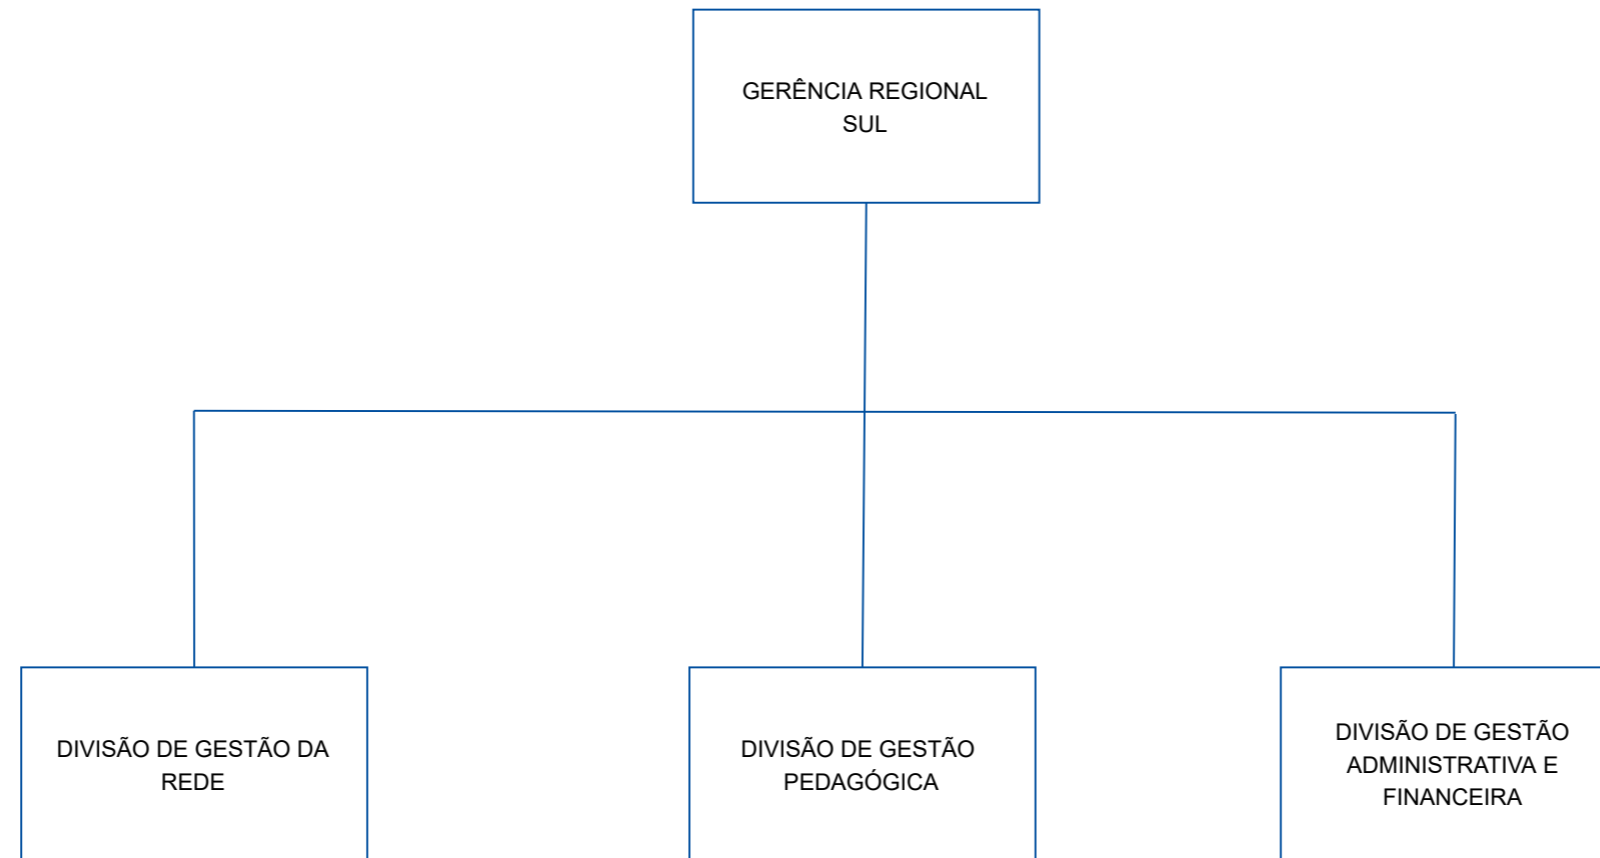 GERÊNCIA REGIONAL
SUL
DIVISÃO DE GESTÃO DA
REDE
DIVISÃO DE GESTÃO
PEDAGÓGICA
DIVISÃO DE GESTÃO
ADMINISTRATIVA E
FINANCEIRA